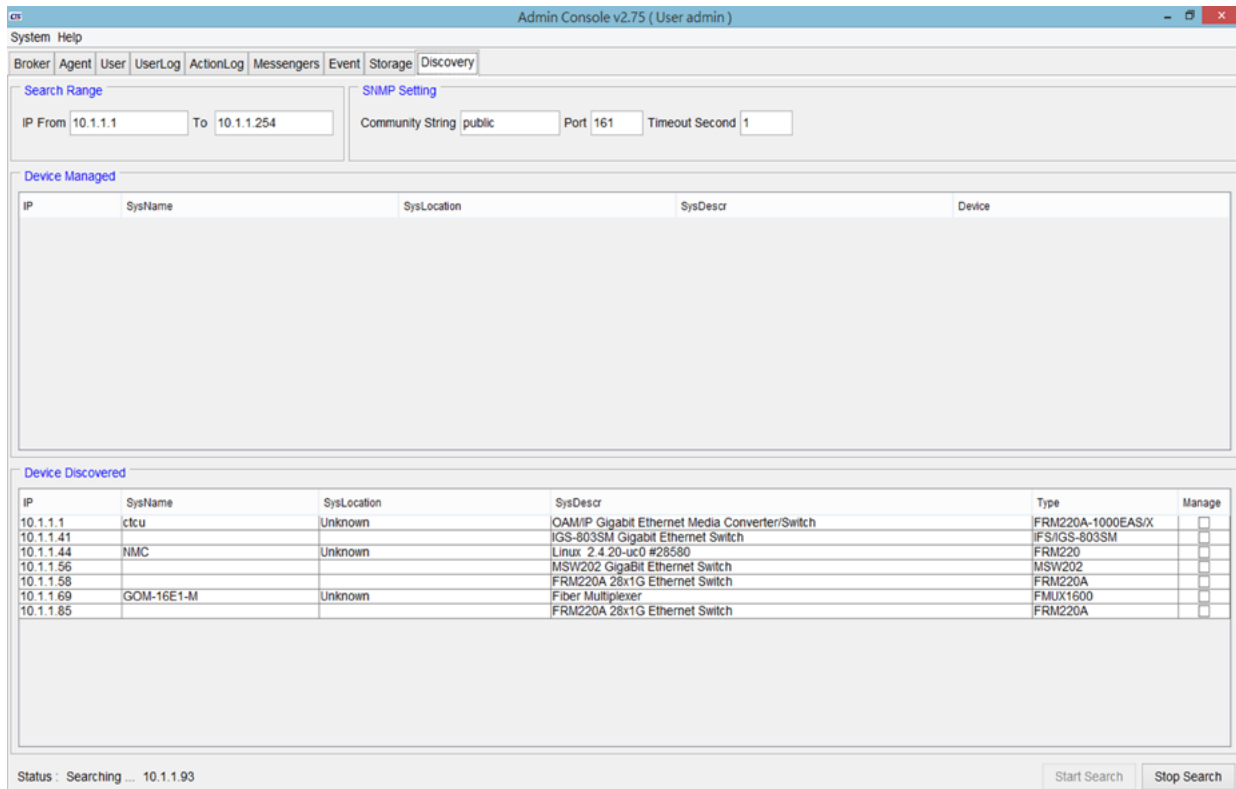 CTS Admin Console v2.75 ( User admin )
System Help
Broker Agent User UserLog ActionLog Messengers Event Storage Discovery
Search Range SNMP Setting
IP From 10.1.1.1 To 10.1.1.254 Community String public Port 161 Timeout Second 1
Device Managed
IP SysName SysLocation SysDescr Device
Device Discovered
IP SysName SysLocation SysDescr Type Manage
10.1.1.1 ctcu Unknown OAM/IP Gigabit Ethernet Media Converter/Switch FRM220A-1000EAS/X
10.1.1.41 IGS-803SM Gigabit Ethernet Switch IFS/IGS-803SM
10.1.1.44 NMC Unknown Linux 2.4.20-uc0 #28580 FRM220
10.1.1.56 MSW202 GigaBit Ethernet Switch MSW202
10.1.1.58 FRM220A 28x1G Ethernet Switch FRM220A
10.1.1.69 GOM-16E1-M Unknown Fiber Multiplexer FMUX1600
10.1.1.85 FRM220A 28x1G Ethernet Switch FRM220A
Status : Searching ... 10.1.1.93 Start Search Stop Search